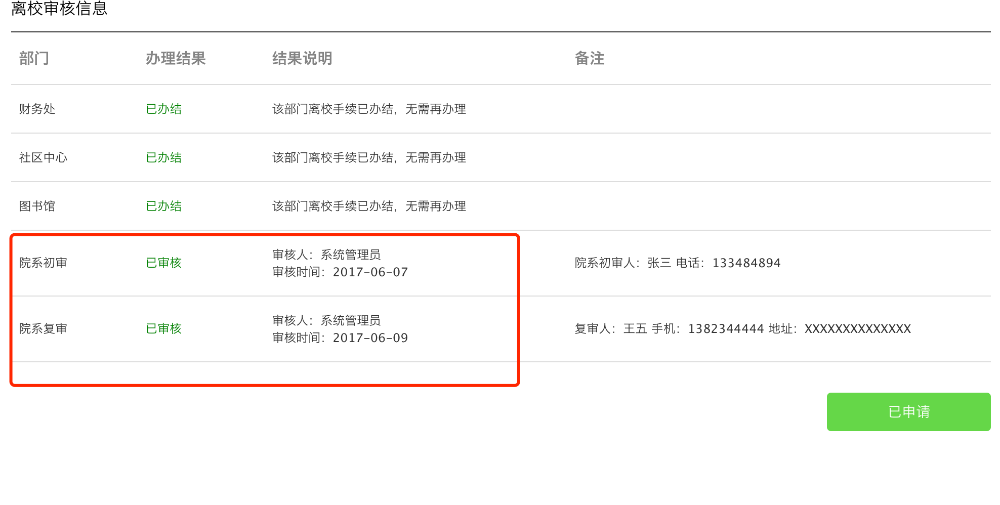 离校审核信息
部门 办理结果 结果说明 备注
财务处 已办结 该部门离校手续已办结，无需再办理
社区中心 已办结 该部门离校手续已办结，无需再办理
图书馆 已办结 该部门离校手续已办结，无需再办理
院系初审 已审核 审核人：系统管理员
审核时间：2017-06-07
院系初审人：张三 电话：133484894
院系复审 已审核 审核人：系统管理员
审核时间：2017-06-09
复审人：王五 手机：1382344444 地址：XXXXXXXXXXXXXX
已申请